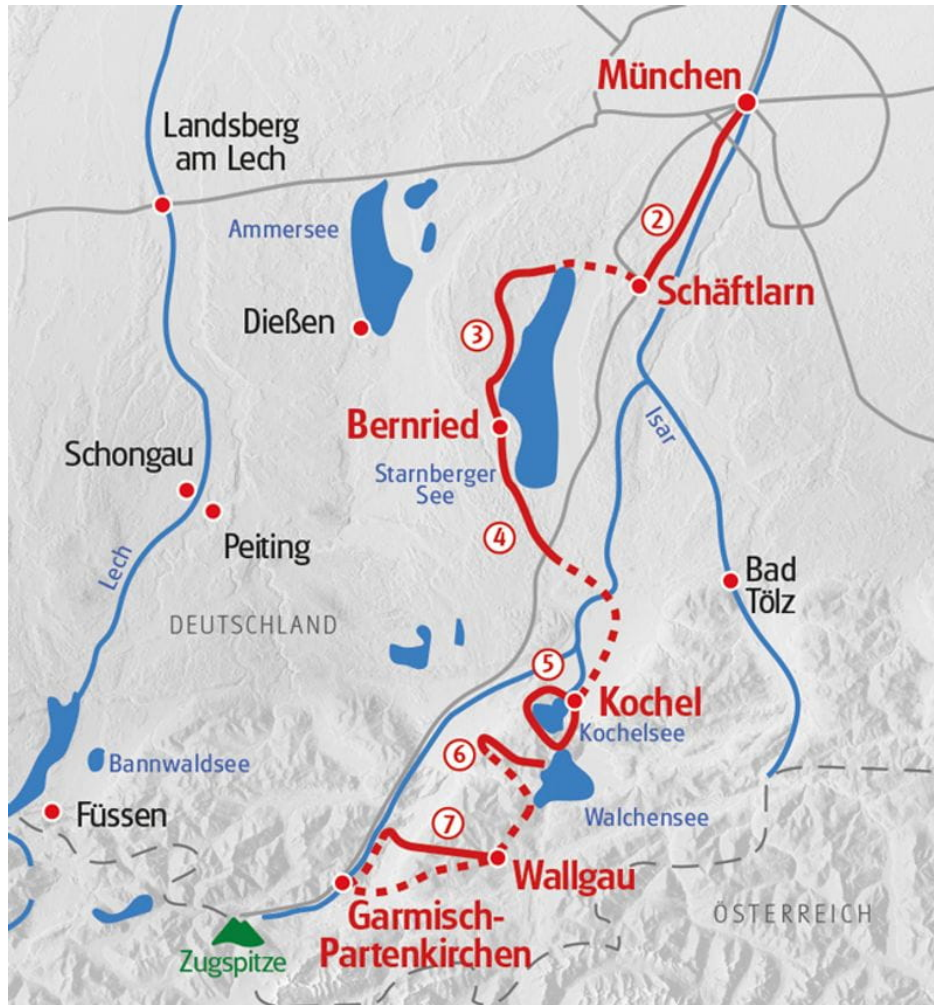 München
Landsberg
am Lech
Ammersee
2
Schäftlarn
Dießen
3
Bernried
Isar
Schongau
Starnberger
See
4
Peiting
Lech
Bad
Tölz
DEUTSCHLAND
5
Kochel
Kochelsee
6
Bannwaldsee
Füssen
Walchensee
7
Wallgau
Garmisch-
Partenkirchen
ÖSTERREICH
Zugspitze